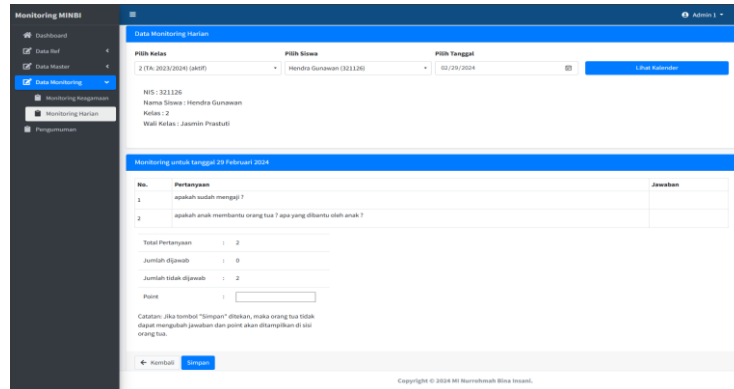 Monitoring MINBI
Admin 1
Dashboard
Data Ref
Data Master
Data Monitoring
Monitoring Keagamaan
Monitoring Harian
Pengumuman
Data Monitoring Harian
Pilih Kelas
Pilih Siswa
Pilih Tanggal
2 (TA: 2023/2024) (aktif)
Hendra Gunawan (321126)
02/29/2024
Lihat Kalender
NIS : 321126
Nama Siswa : Hendra Gunawan
Kelas : 2
Wali Kelas : Jasmin Prastuti
Monitoring untuk tanggal 29 Februari 2024
No. Pertanyaan Jawaban
1 apakah sudah mengaji ?
2 apakah anak membantu orang tua ? apa yang dibantu oleh anak ?
Total Pertanyaan : 2
Jumlah dijawab : 0
Jumlah tidak dijawab : 2
Point :
Catatan: Jika tombol "Simpan" ditekan, maka orang tua tidak
dapat mengubah jawaban dan point akan ditampilkan di sisi
orang tua.
← Kembali
Simpan
Copyright © 2024 MI Nurrohmah Bina Insani.